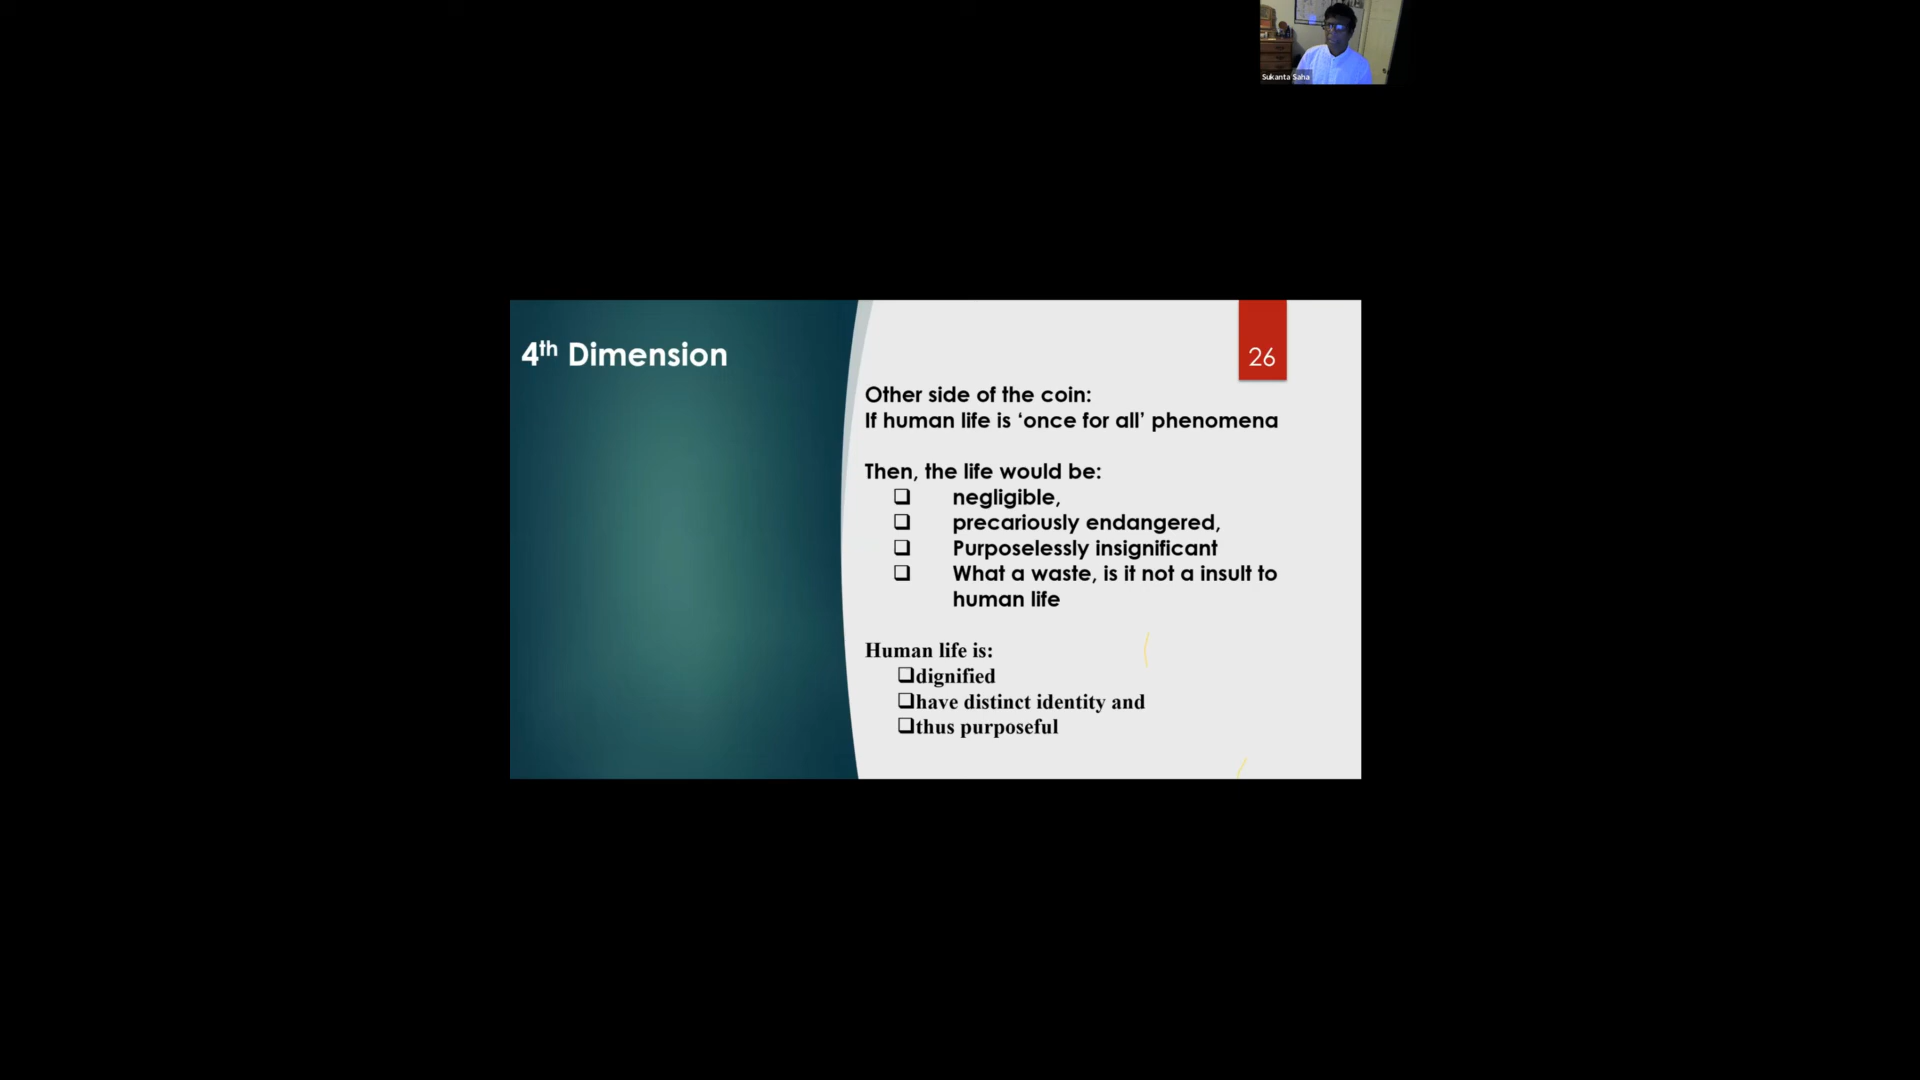 Sukanta Saha
4th Dimension
26
Other side of the coin:
If human life is ‘once for all’ phenomena
Then, the life would be:
❑ negligible,
❑ precariously endangered,
❑ Purposelessly insignificant
❑ What a waste, is it not a insult to
human life
Human life is:
❑dignified
❑have distinct identity and
❑thus purposeful